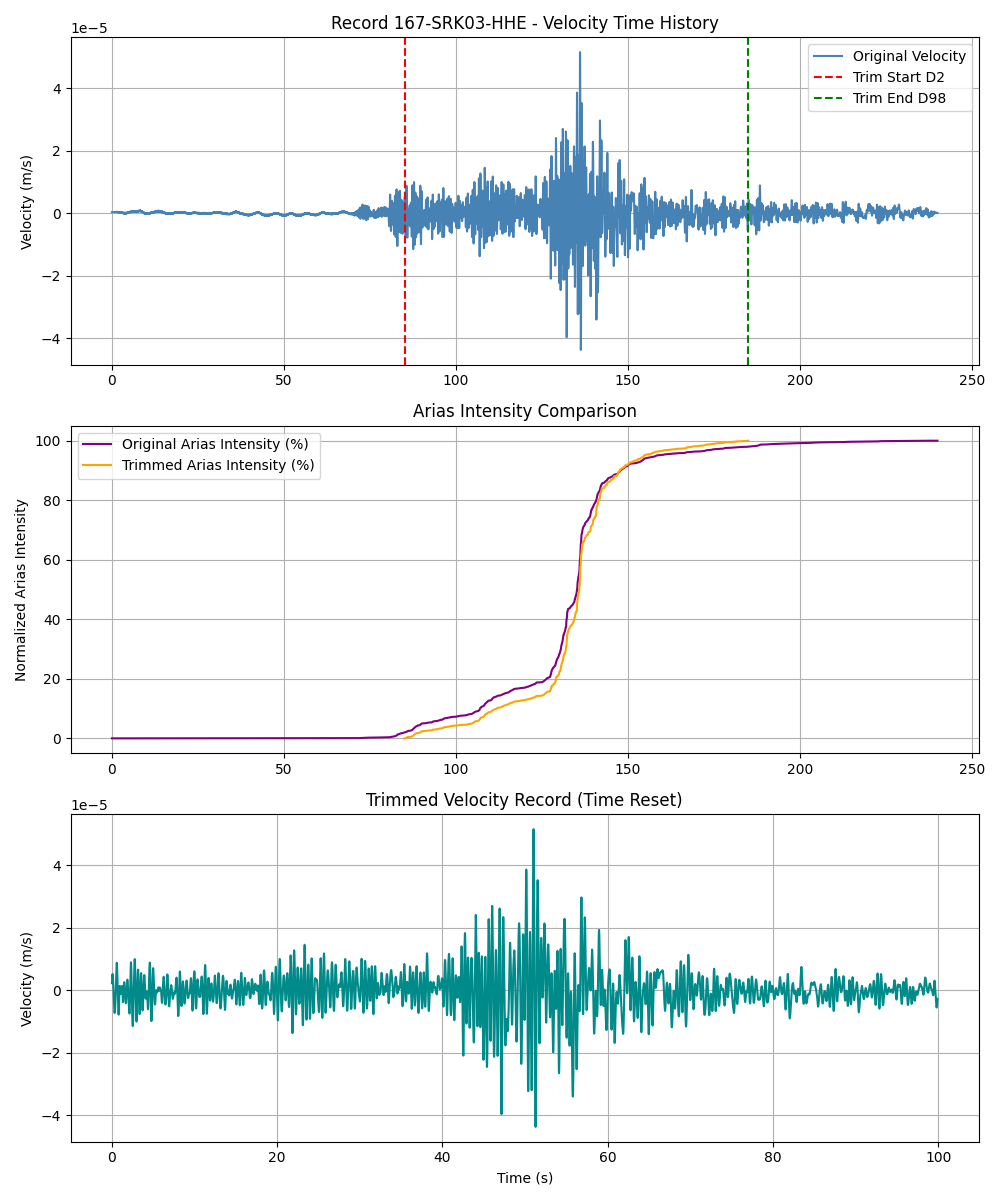 Record 167-SRK03-HHE - Velocity Time History
1e−5
Velocity (m/s)
4
2
0
−2
−4
0 50 100 150 200 250
Original Velocity
Trim Start D2
Trim End D98
Arias Intensity Comparison
Normalized Arias Intensity
100
80
60
40
20
0
0 50 100 150 200 250
Original Arias Intensity (%)
Trimmed Arias Intensity (%)
Trimmed Velocity Record (Time Reset)
1e−5
Velocity (m/s)
4
2
0
−2
−4
0 20 40 60 80 100
Time (s)